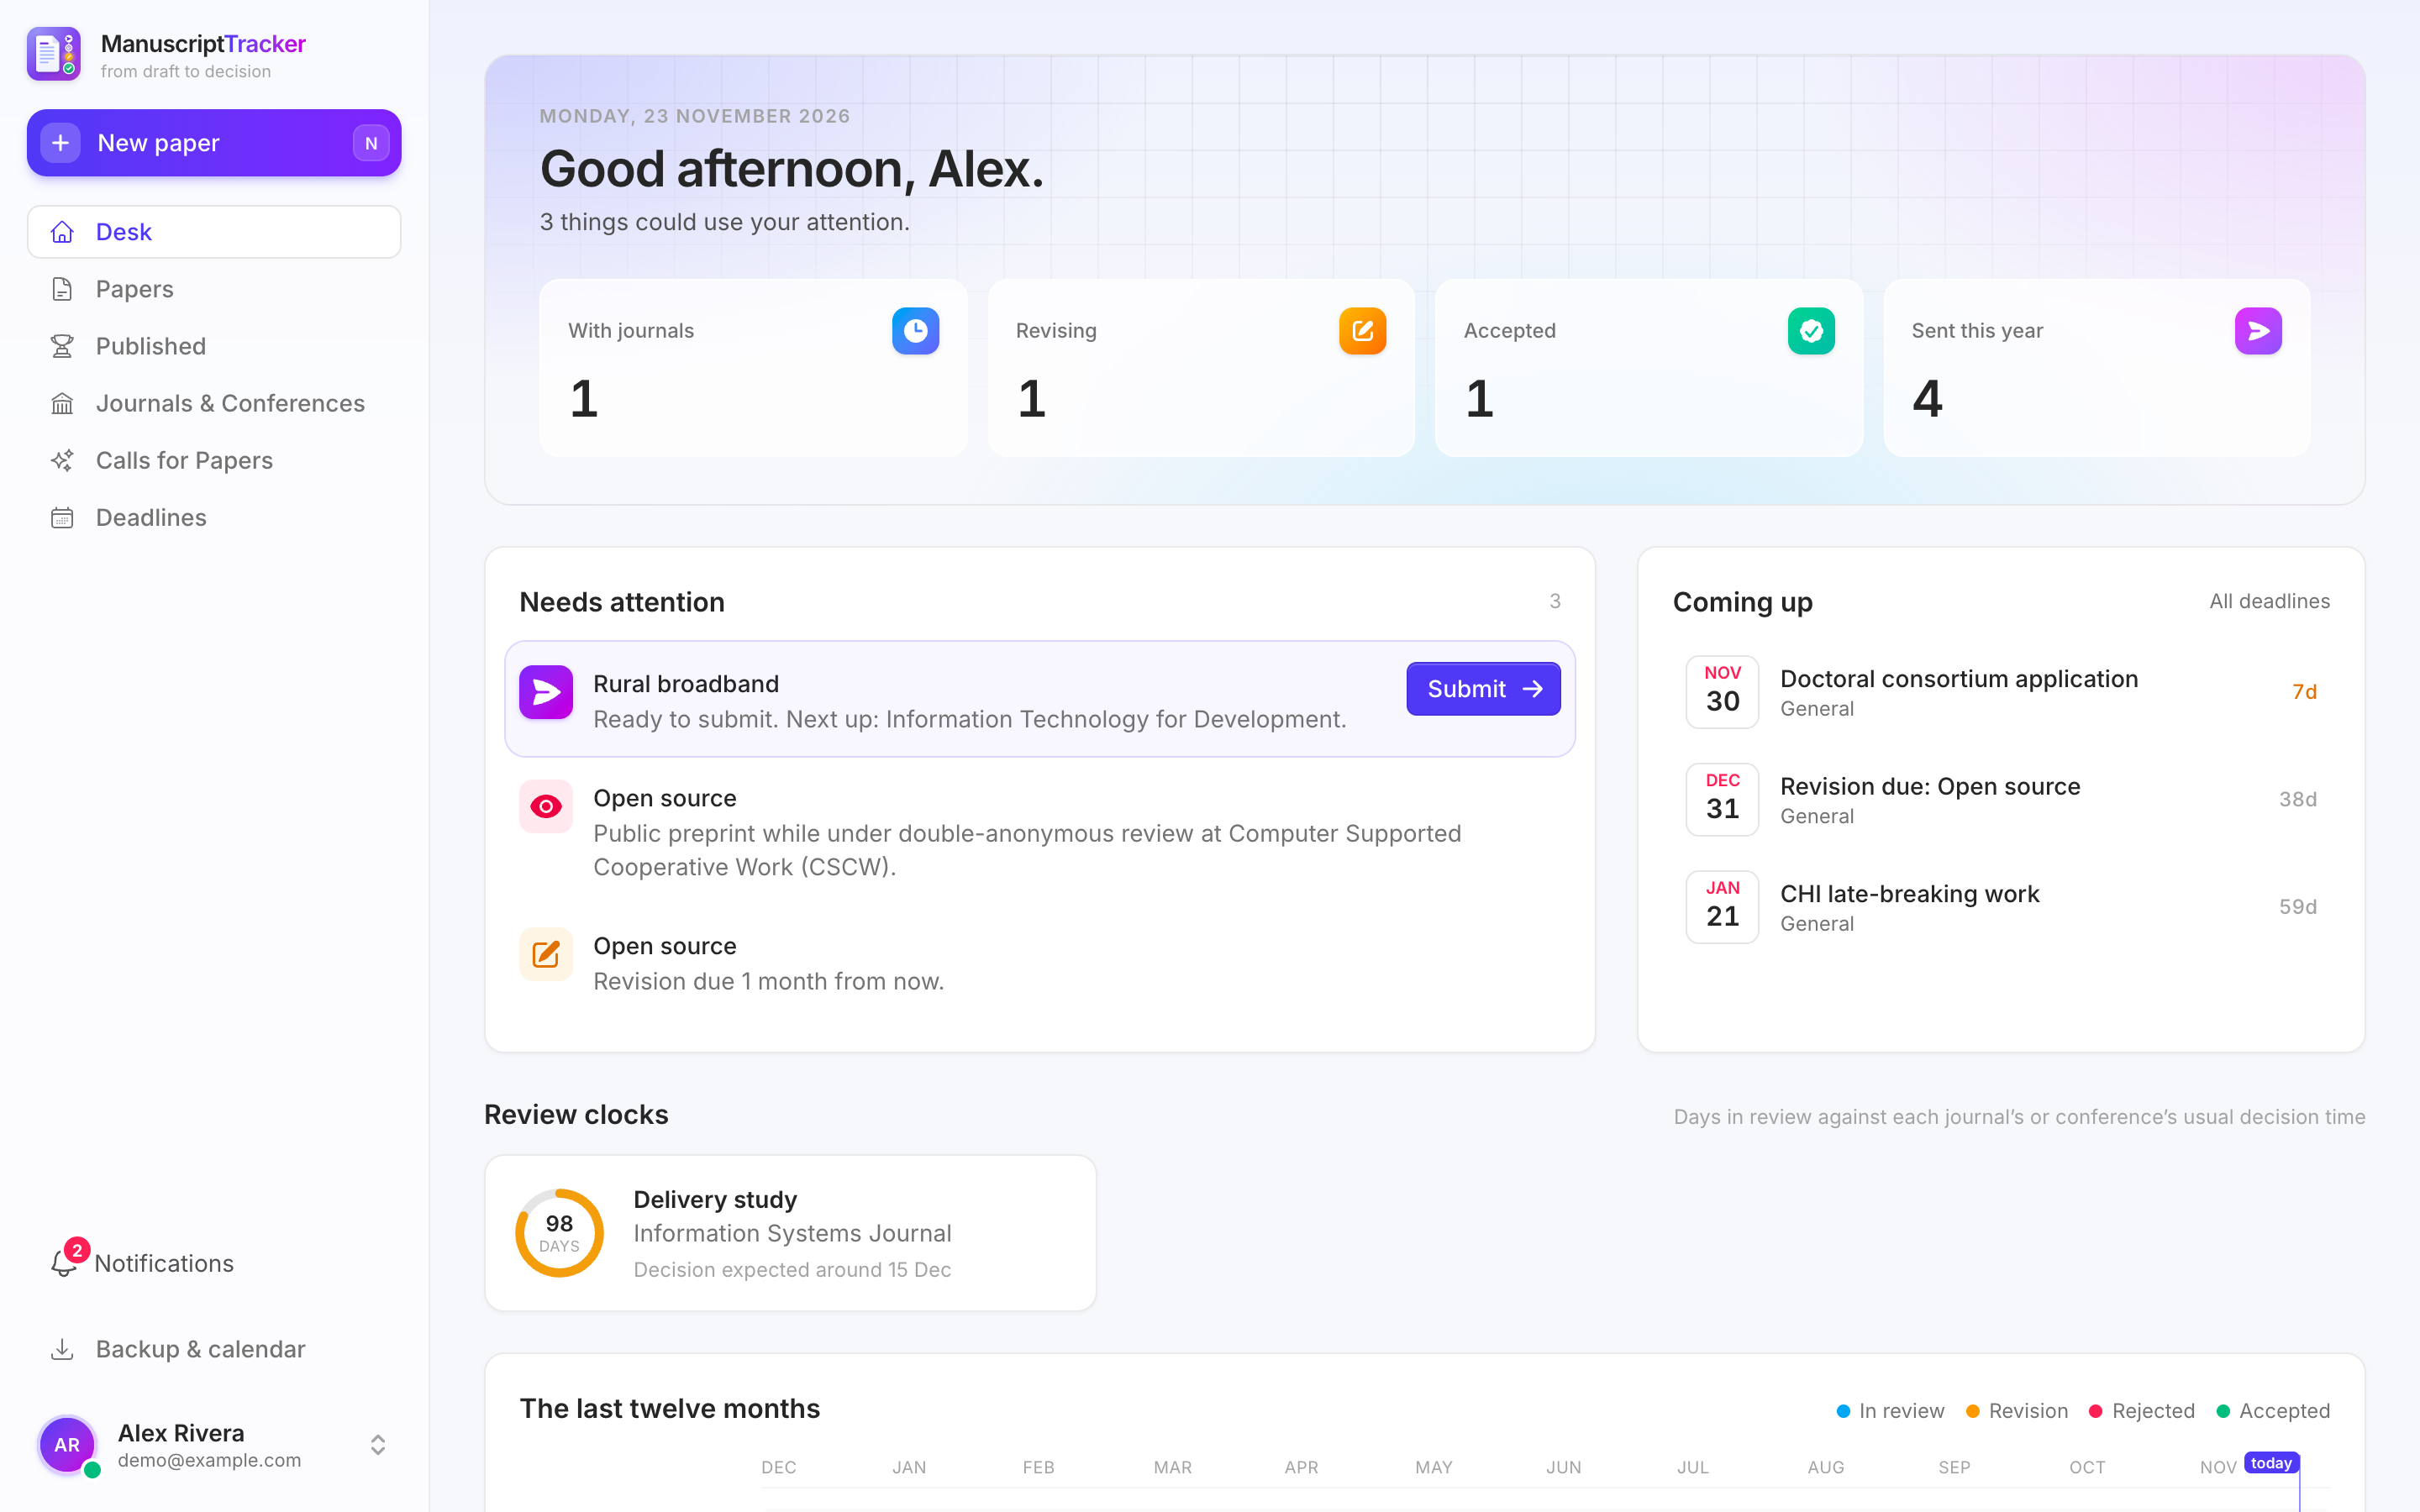 ManuscriptTracker
from draft to decision
New paper
N
Desk
Papers
Published
Journals & Conferences
Calls for Papers
Deadlines
2
Notifications
Backup & calendar
AR
Alex Rivera
demo@example.com
MONDAY, 23 NOVEMBER 2026
Good afternoon, Alex.
3 things could use your attention.
With journals
1
Revising
1
Accepted
1
Sent this year
4
Needs attention
3
Rural broadband
Ready to submit. Next up: Information Technology for Development.
Submit
Open source
Public preprint while under double-anonymous review at Computer Supported
Cooperative Work (CSCW).
Open source
Revision due 1 month from now.
Coming up
All deadlines
NOV
30
Doctoral consortium application
General
7d
DEC
31
Revision due: Open source
General
38d
JAN
21
CHI late-breaking work
General
59d
Review clocks
Days in review against each journal’s or conference’s usual decision time
98
DAYS
Delivery study
Information Systems Journal
Decision expected around 15 Dec
The last twelve months
In review
Revision
Rejected
Accepted
DEC JAN FEB MAR APR MAY JUN JUL AUG SEP OCT NOV today